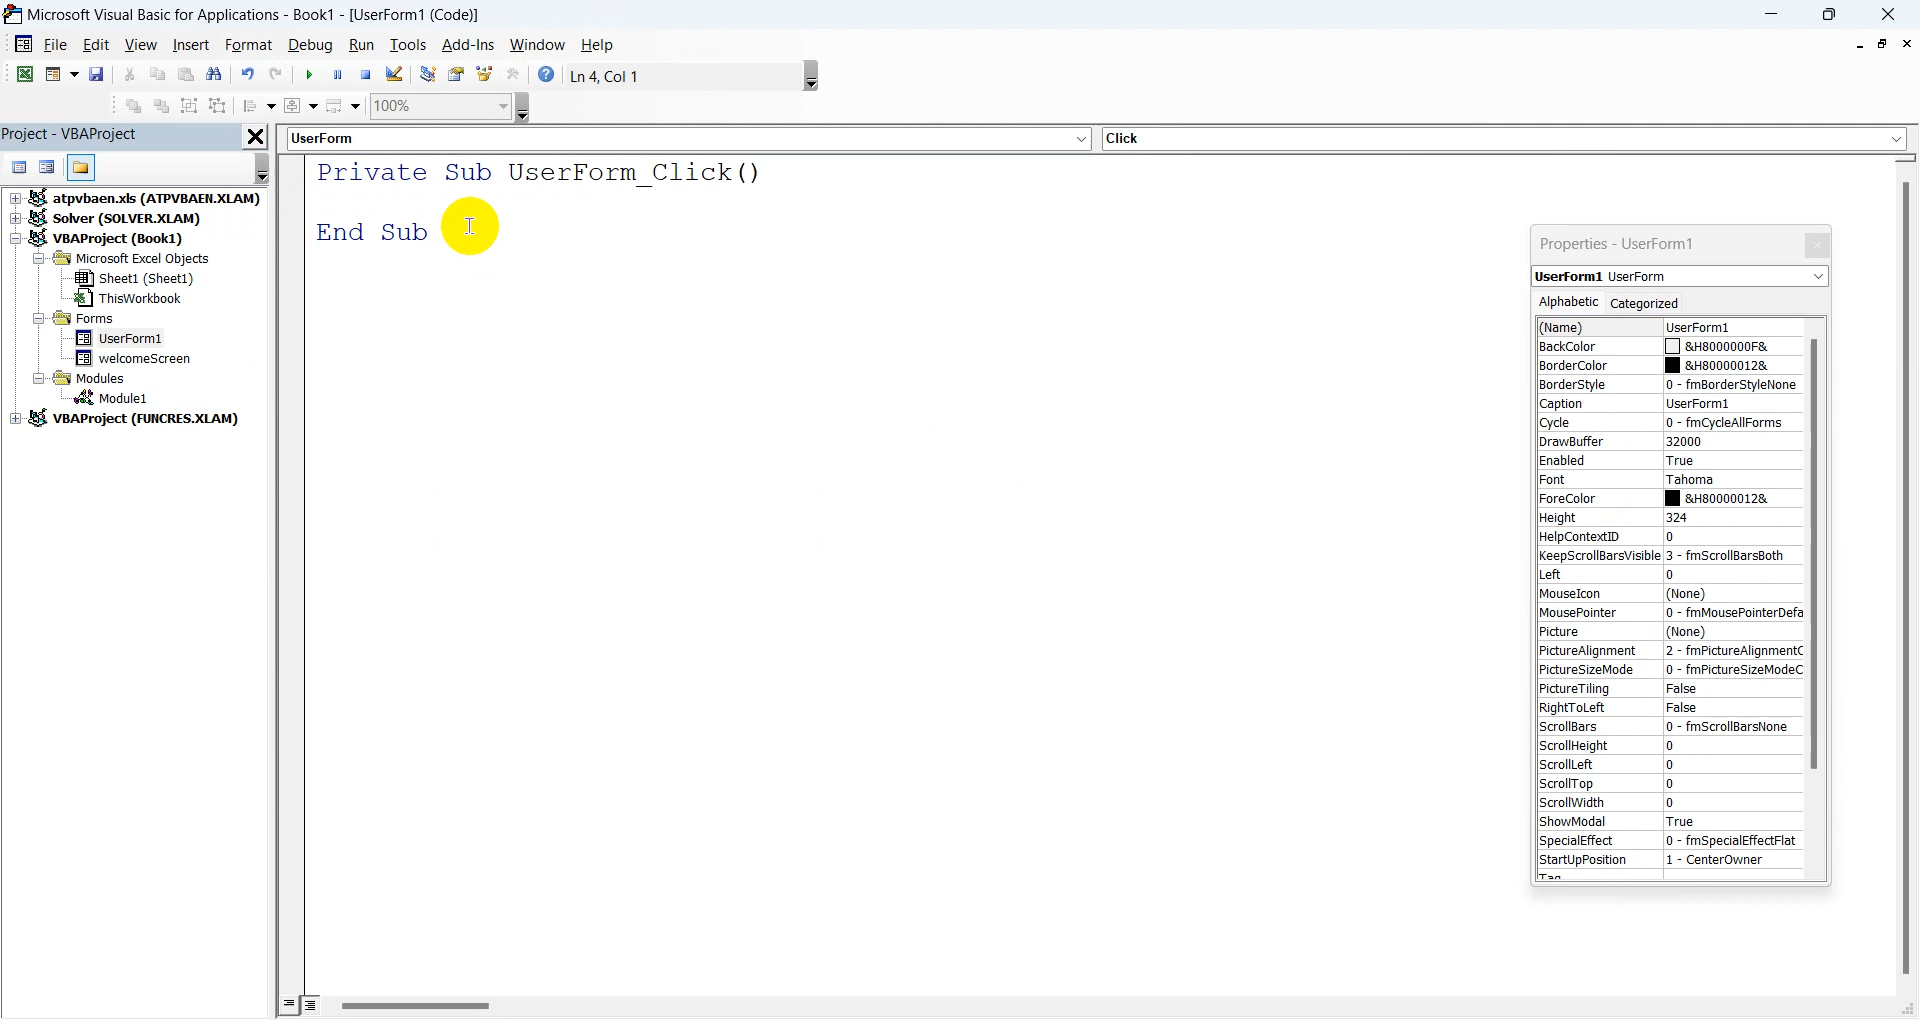 Microsoft Visual Basic for Applications - Book1 - [UserForm1 (Code)]
File Edit View Insert Format Debug Run Tools Add-Ins Window Help
Ln 4, Col 1
100%
Project - VBAProject
UserForm
Click
atpvbaen.xls (ATPVBAEN.XLAM)
Solver (SOLVER.XLAM)
VBAProject (Book1)
Microsoft Excel Objects
Sheet1 (Sheet1)
ThisWorkbook
Forms
UserForm1
welcomeScreen
Modules
Module1
VBAProject (FUNCRES.XLAM)
Private Sub UserForm_Click()
End Sub
Properties - UserForm1
UserForm1 UserForm
Alphabetic Categorized
(Name) UserForm1
BackColor &H8000000F&
BorderColor &H80000012&
BorderStyle 0 - fmBorderStyleNone
Caption UserForm1
Cycle 0 - fmCycleAllForms
DrawBuffer 32000
Enabled True
Font Tahoma
ForeColor &H80000012&
Height 324
HelpContextID 0
KeepScrollBarsVisible 3 - fmScrollBarsBoth
Left 0
MouseIcon (None)
MousePointer 0 - fmMousePointerDefa
Picture (None)
PictureAlignment 2 - fmPictureAlignmentC
PictureSizeMode 0 - fmPictureSizeModeC
PictureTiling False
RightToLeft False
ScrollBars 0 - fmScrollBarsNone
ScrollHeight 0
ScrollLeft 0
ScrollTop 0
ScrollWidth 0
ShowModal True
SpecialEffect 0 - fmSpecialEffectFlat
StartUpPosition 1 - CenterOwner
Tag